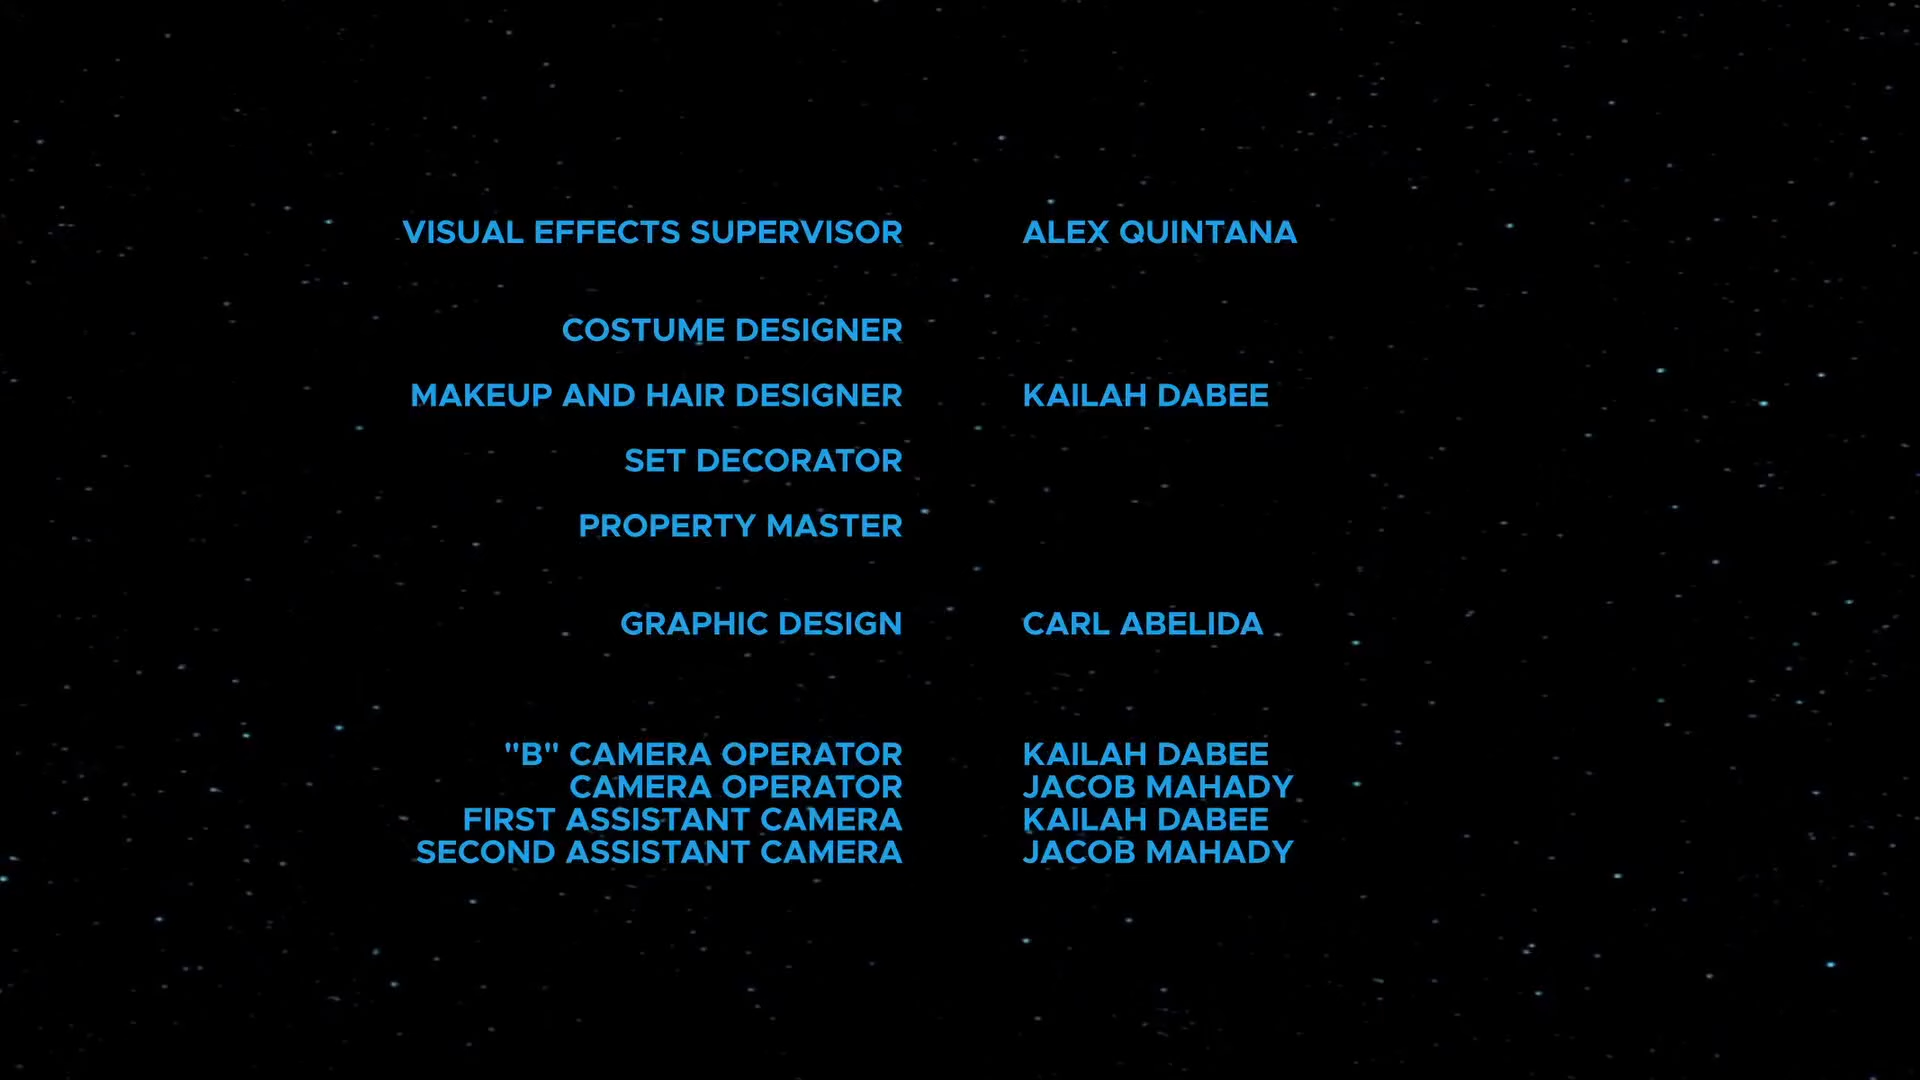 VISUAL EFFECTS SUPERVISOR ALEX QUINTANA
COSTUME DESIGNER
MAKEUP AND HAIR DESIGNER KAILAH DABEE
SET DECORATOR
PROPERTY MASTER
GRAPHIC DESIGN CARL ABELIDA
"B" CAMERA OPERATOR KAILAH DABEE
CAMERA OPERATOR JACOB MAHADY
FIRST ASSISTANT CAMERA KAILAH DABEE
SECOND ASSISTANT CAMERA JACOB MAHADY